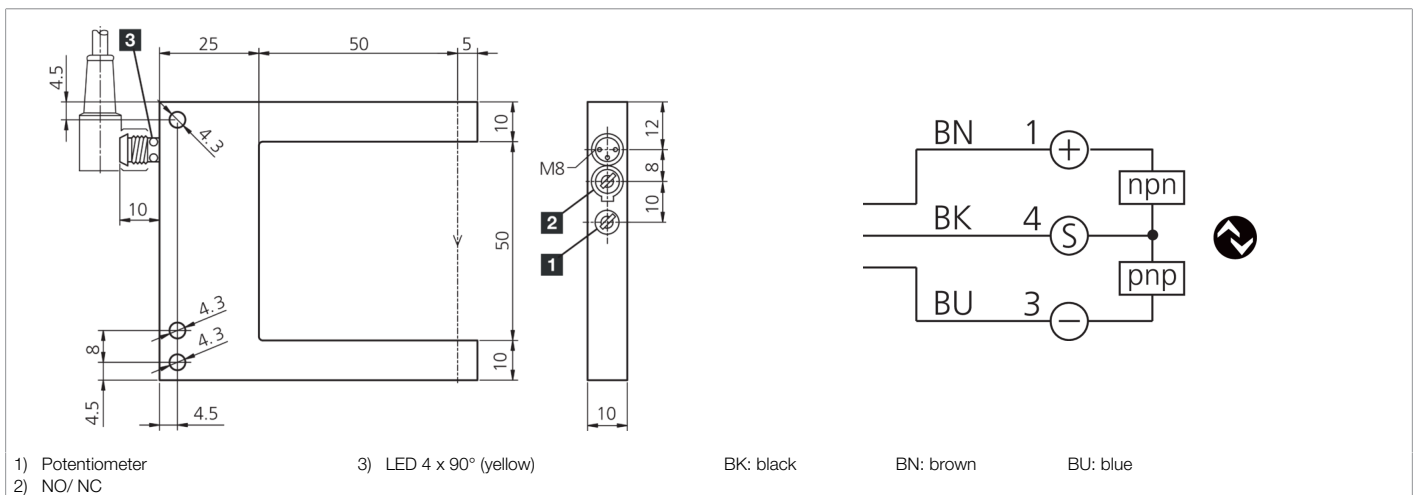 3
25
50
5
4.5
4.3
10
10
50
4.3
4.3
8
10
4.5
4.5
12
M8
8
2
10
1
10
BN 1 +
npn
BK 4 S
pnp
BU 3 −
1) Potentiometer 3) LED 4 x 90° (yellow) BK: black BN: brown BU: blue
2) NO/ NC